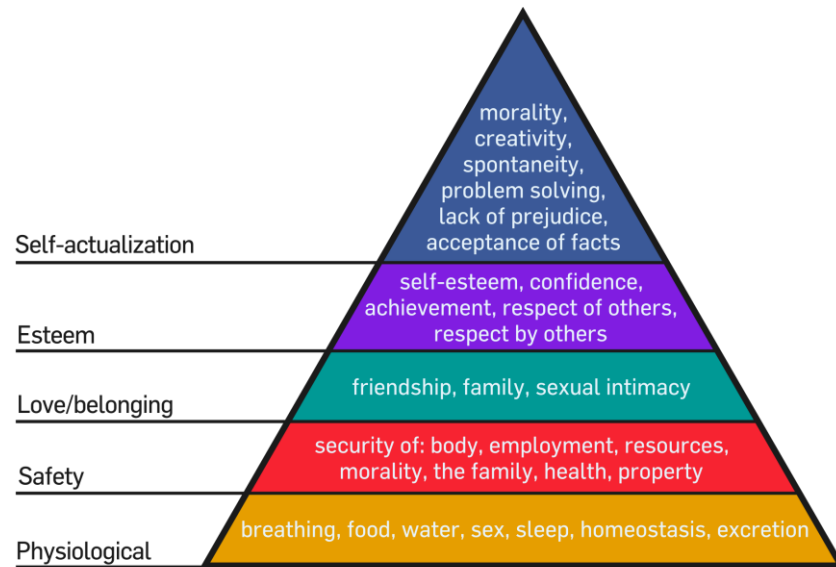 morality,
creativity,
spontaneity,
problem solving,
lack of prejudice,
acceptance of facts
Self-actualization
self-esteem, confidence,
achievement, respect of others,
respect by others
Esteem
friendship, family, sexual intimacy
Love/belonging
security of: body, employment, resources,
morality, the family, health, property
Safety
breathing, food, water, sex, sleep, homeostasis, excretion
Physiological